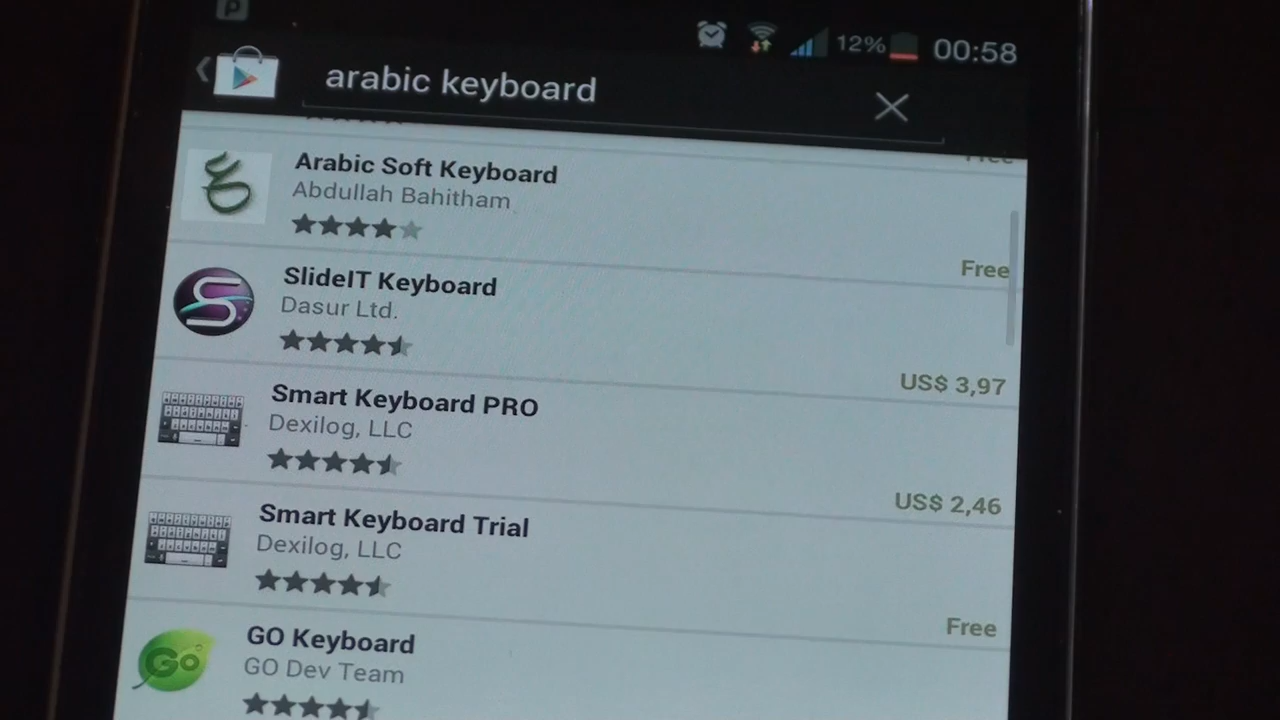 12% 00:58
arabic keyboard
Free
Arabic Soft Keyboard
Abdullah Bahitham
Free
SlideIT Keyboard
Dasur Ltd.
US$ 3,97
Smart Keyboard PRO
Dexilog, LLC
US$ 2,46
Smart Keyboard Trial
Dexilog, LLC
Free
GO Keyboard
GO Dev Team
Go